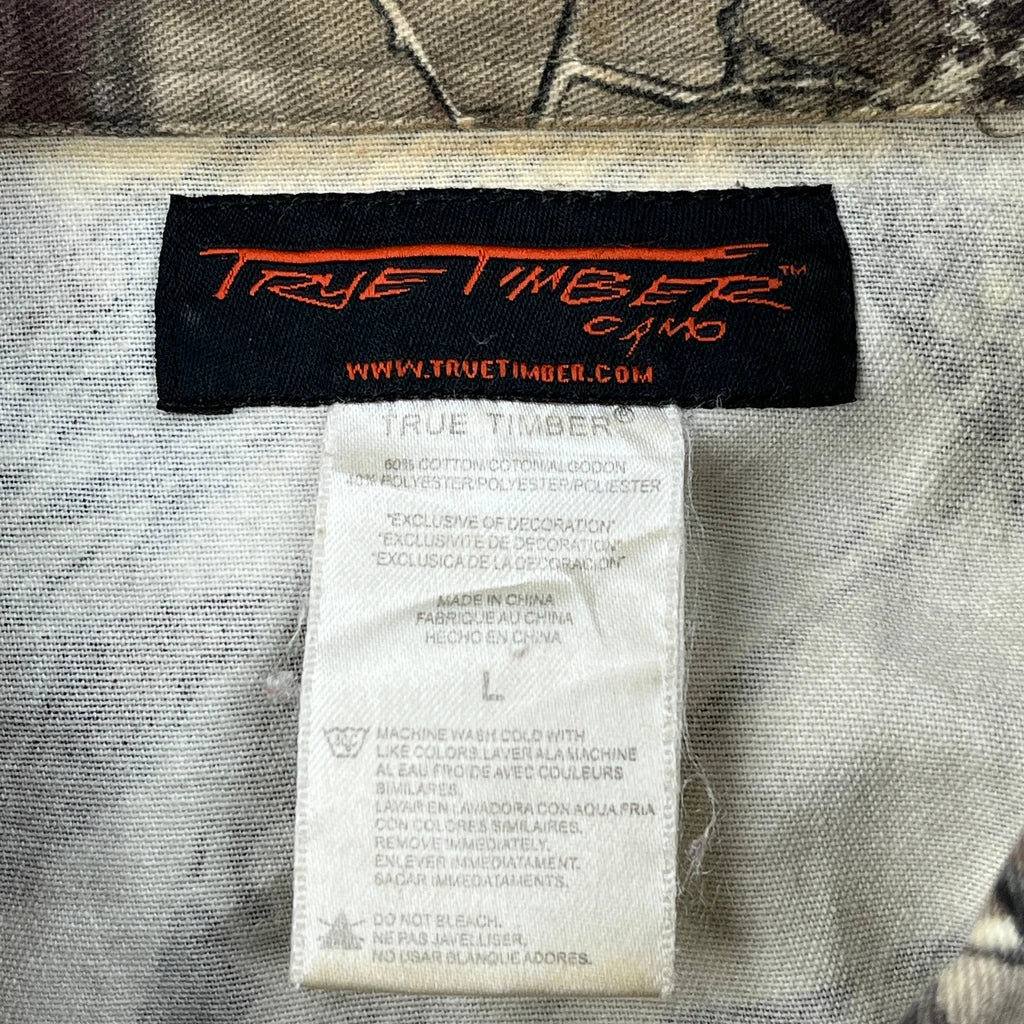 TRUE TIMBER™
CAMO
WWW.TRUETIMBER.COM
TRUE TIMBER®
60% COTTON/COTON/ALGODON
40% POLYESTER/POLYESTER/POLIESTER
"EXCLUSIVE OF DECORATION"
"EXCLUSIVITE DE DECORATION"
"EXCLUSICA DE LA DECORACION"
MADE IN CHINA
FABRIQUE AU CHINA
HECHO EN CHINA
L
MACHINE WASH COLD WITH
LIKE COLORS. LAVER ALA MACHINE
AL EAU FROIDE AVEC COULEURS
SIMILARES.
LAVAR EN LAVADORA CON AQUA FRIA
CON COLORES SIMILAIRES.
REMOVE IMMEDIATELY.
ENLEVER IMMEDIATAMENT.
SACAR IMMEDATAMENTS.
DO NOT BLEACH.
NE PAS JAVELLISER.
NO USAR BLANQUEADORES.